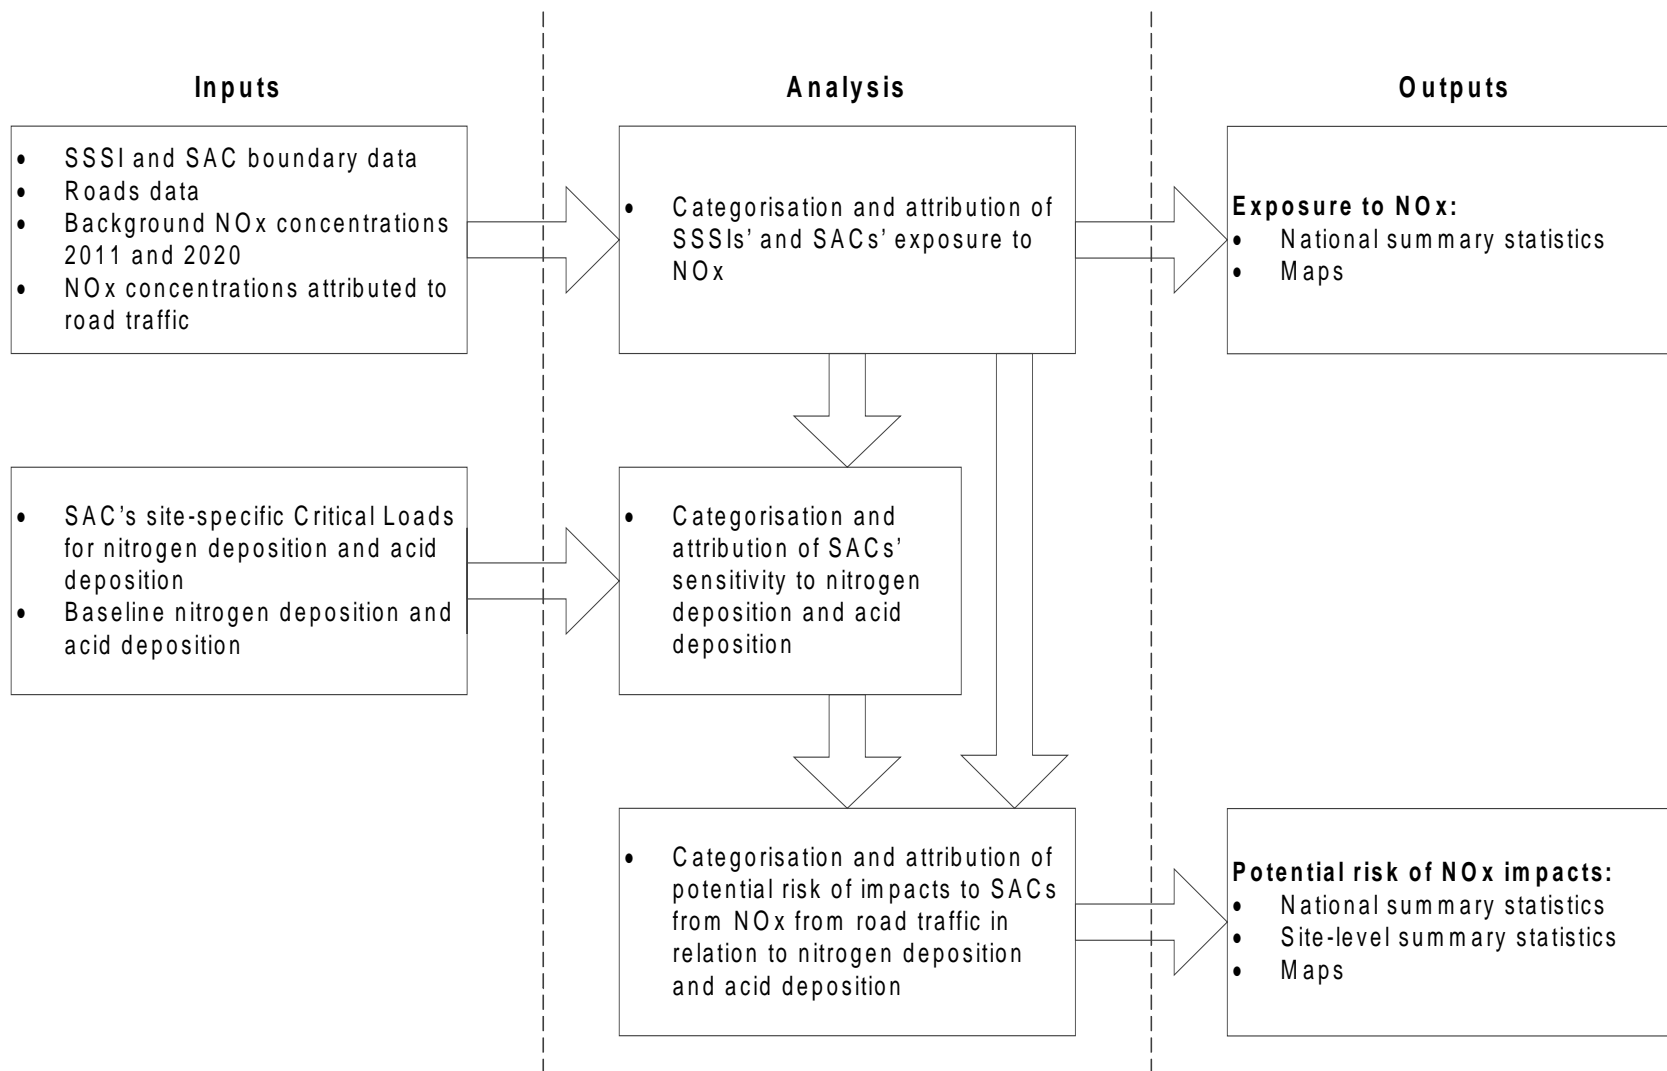 Inputs
Analysis
Outputs
• SSSI and SAC boundary data
• Roads data
• Background NOx concentrations
2011 and 2020
• NOx concentrations attributed to
road traffic
• Categorisation and attribution of
SSSIs’ and SACs’ exposure to
NOx
Exposure to NOx:
• National summary statistics
• Maps
• SAC’s site-specific Critical Loads
for nitrogen deposition and acid
deposition
• Baseline nitrogen deposition and
acid deposition
• Categorisation and
attribution of SACs’
sensitivity to nitrogen
deposition and acid
deposition
• Categorisation and attribution of
potential risk of impacts to SACs
from NOx from road traffic in
relation to nitrogen deposition
and acid deposition
Potential risk of NOx impacts:
• National summary statistics
• Site-level summary statistics
• Maps